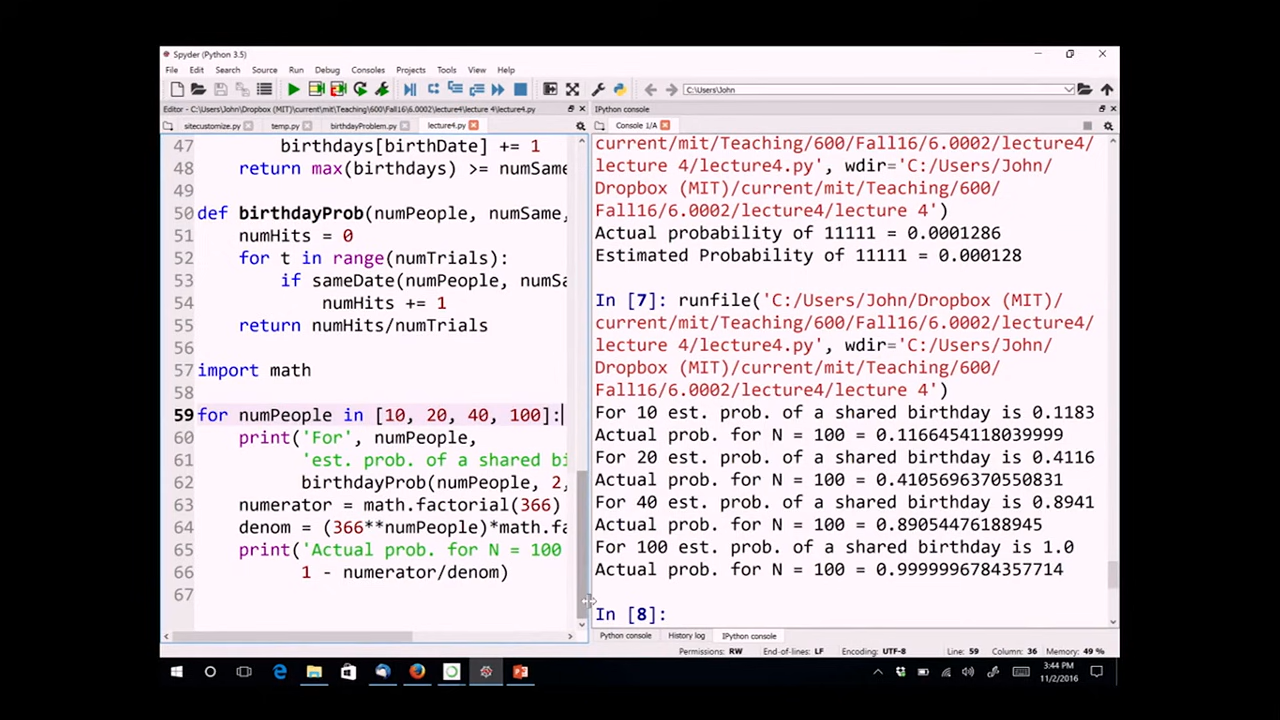 Spyder (Python 3.5)
File Edit Search Source Run Debug Consoles Projects Tools View Help
C:\Users\John
Editor - C:\Users\John\Dropbox (MIT)\current\mit\Teaching\600\Fall16\6.0002\lecture4\lecture 4\lecture4.py
sitecustomize.py temp.py birthdayProblem.py lecture4.py
47 birthdays[birthDate] += 1
48 return max(birthdays) >= numSame
49
50 def birthdayProb(numPeople, numSame,
51 numHits = 0
52 for t in range(numTrials):
53 if sameDate(numPeople, numSa
54 numHits += 1
55 return numHits/numTrials
56
57 import math
58
59 for numPeople in [10, 20, 40, 100]:
60 print('For', numPeople,
61 'est. prob. of a shared bi
62 birthdayProb(numPeople, 2,
63 numerator = math.factorial(366)
64 denom = (366**numPeople)*math.fa
65 print('Actual prob. for N = 100
66 1 - numerator/denom)
67
IPython console
Console 1/A
current/mit/Teaching/600/Fall16/6.0002/lecture4/
lecture 4/lecture4.py', wdir='C:/Users/John/
Dropbox (MIT)/current/mit/Teaching/600/
Fall16/6.0002/lecture4/lecture 4')
Actual probability of 11111 = 0.0001286
Estimated Probability of 11111 = 0.000128
In [7]: runfile('C:/Users/John/Dropbox (MIT)/
current/mit/Teaching/600/Fall16/6.0002/lecture4/
lecture 4/lecture4.py', wdir='C:/Users/John/
Dropbox (MIT)/current/mit/Teaching/600/
Fall16/6.0002/lecture4/lecture 4')
For 10 est. prob. of a shared birthday is 0.1183
Actual prob. for N = 100 = 0.1166454118039999
For 20 est. prob. of a shared birthday is 0.4116
Actual prob. for N = 100 = 0.4105696370550831
For 40 est. prob. of a shared birthday is 0.8941
Actual prob. for N = 100 = 0.89054476188945
For 100 est. prob. of a shared birthday is 1.0
Actual prob. for N = 100 = 0.9999996784357714
In [8]:
Python console History log IPython console
Permissions: RW End-of-lines: LF Encoding: UTF-8 Line: 59 Column: 36 Memory: 49 %
3:44 PM
11/2/2016